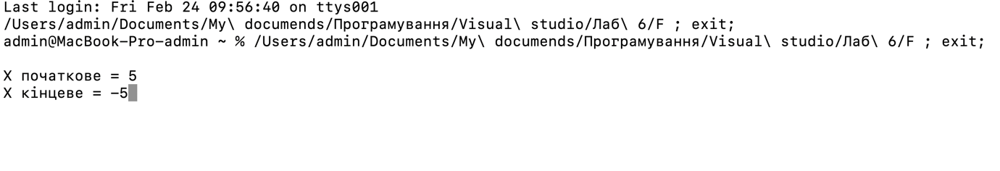 Last login: Fri Feb 24 09:56:40 on ttys001
/Users/admin/Documents/My\ documends/Програмування/Visual\ studio/Лаб\ 6/F ; exit;
admin@MacBook-Pro-admin ~ % /Users/admin/Documents/My\ documends/Програмування/Visual\ studio/Лаб\ 6/F ; exit;
X початкове = 5
X кінцеве = -5